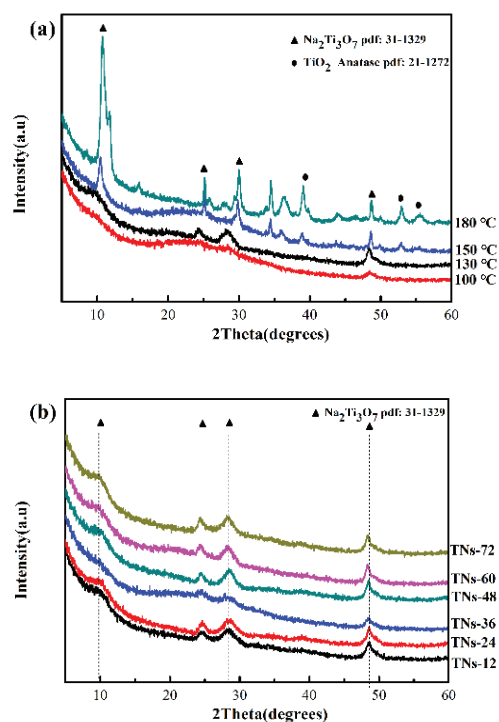 (a)
▲ Na2Ti3O7 pdf: 31-1329
● TiO2 Anatase pdf: 21-1272
Intensity(a.u)
180 °C
150 °C
130 °C
100 °C
10 20 30 40 50 60
2Theta(degrees)
(b)
▲ Na2Ti3O7 pdf: 31-1329
Intensity(a.u)
TNs-72
TNs-60
TNs-48
TNs-36
TNs-24
TNs-12
10 20 30 40 50 60
2Theta(degrees)